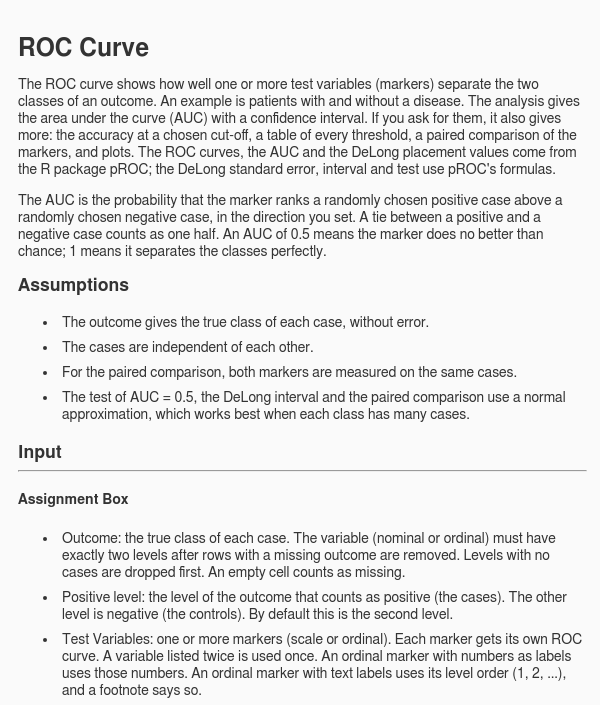 ROC Curve
The ROC curve shows how well one or more test variables (markers) separate the two
classes of an outcome. An example is patients with and without a disease. The analysis gives
the area under the curve (AUC) with a confidence interval. If you ask for them, it also gives
more: the accuracy at a chosen cut-off, a table of every threshold, a paired comparison of the
markers, and plots. The ROC curves, the AUC and the DeLong placement values come from
the R package pROC; the DeLong standard error, interval and test use pROC's formulas.
The AUC is the probability that the marker ranks a randomly chosen positive case above a
randomly chosen negative case, in the direction you set. A tie between a positive and a
negative case counts as one half. An AUC of 0.5 means the marker does no better than
chance; 1 means it separates the classes perfectly.
Assumptions
• The outcome gives the true class of each case, without error.
• The cases are independent of each other.
• For the paired comparison, both markers are measured on the same cases.
• The test of AUC = 0.5, the DeLong interval and the paired comparison use a normal
approximation, which works best when each class has many cases.
Input
Assignment Box
• Outcome: the true class of each case. The variable (nominal or ordinal) must have
exactly two levels after rows with a missing outcome are removed. Levels with no
cases are dropped first. An empty cell counts as missing.
• Positive level: the level of the outcome that counts as positive (the cases). The other
level is negative (the controls). By default this is the second level.
• Test Variables: one or more markers (scale or ordinal). Each marker gets its own ROC
curve. A variable listed twice is used once. An ordinal marker with numbers as labels
uses those numbers. An ordinal marker with text labels uses its level order (1, 2, ...),
and a footnote says so.